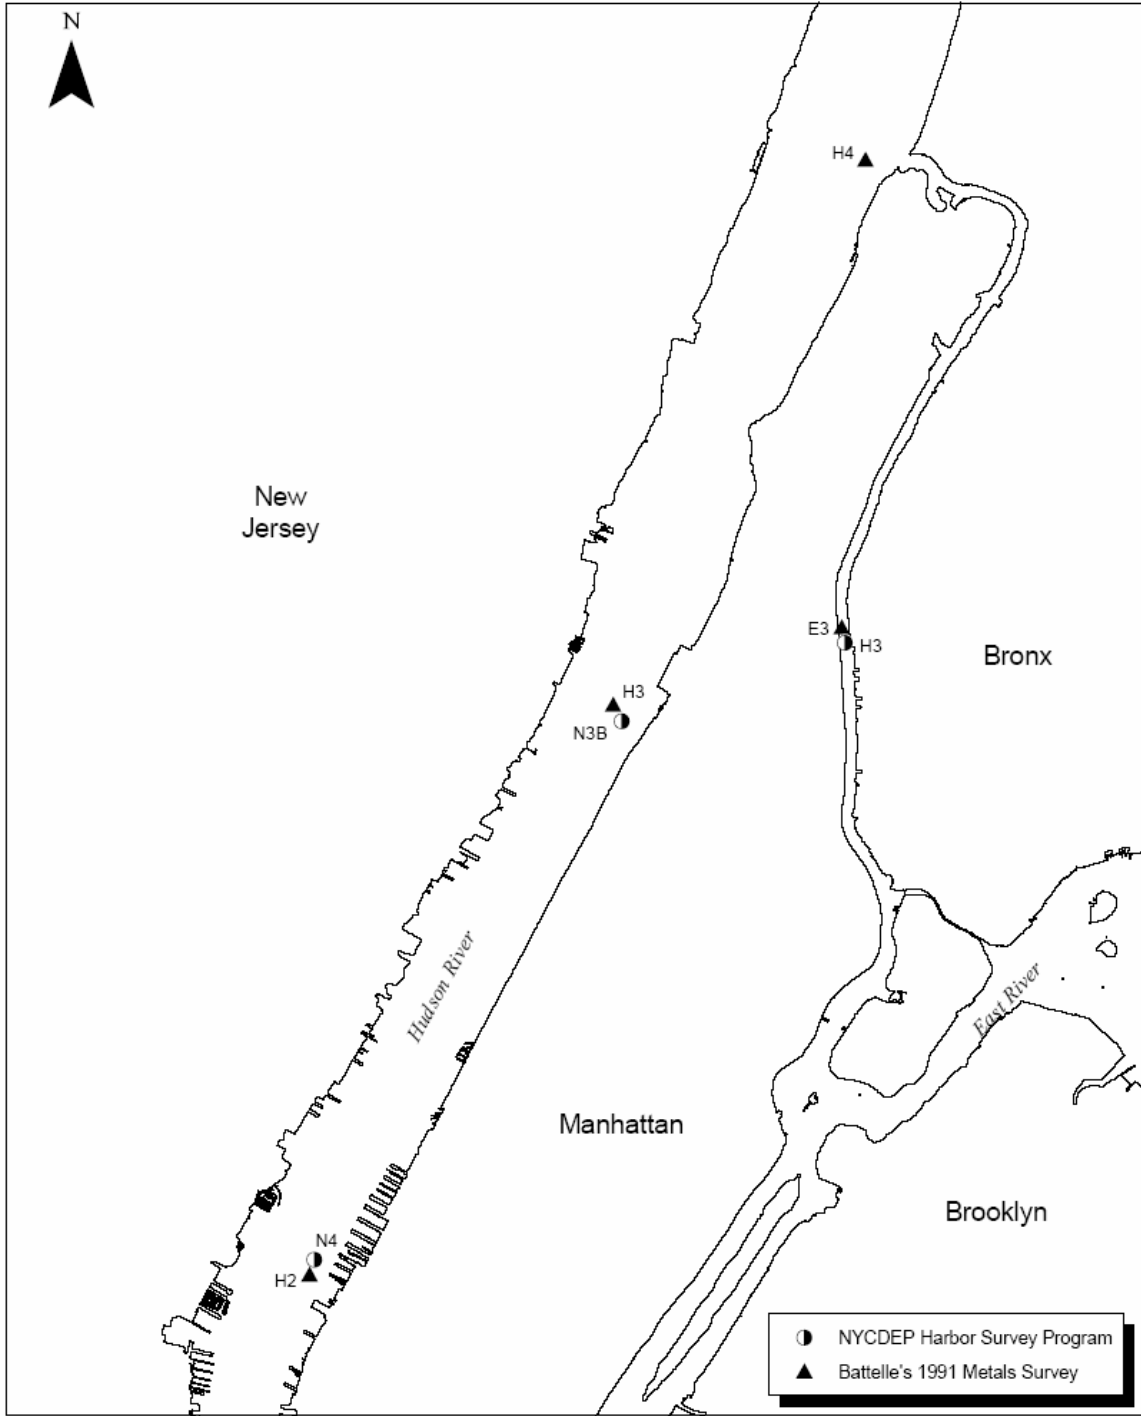 N
H4
New
Jersey
E3
H3
Bronx
H3
N3B
Hudson River
East River
Manhattan
Brooklyn
N4
H2
NYCDEP Harbor Survey Program
Battelle's 1991 Metals Survey